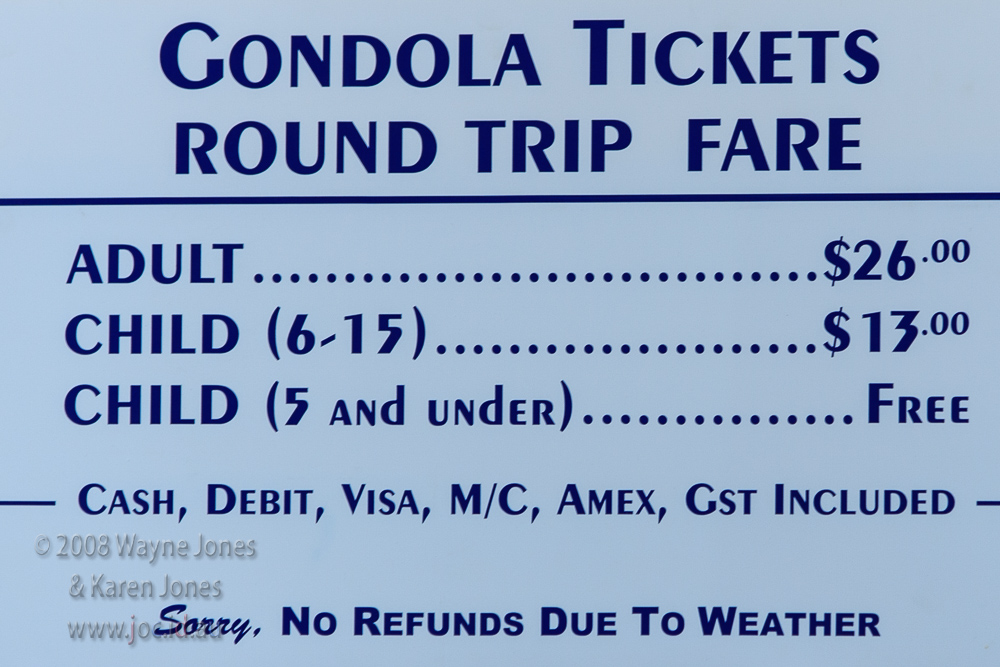 GONDOLA TICKETS
ROUND TRIP FARE
ADULT...............................$26.00
CHILD (6-15).....................$13.00
CHILD (5 AND UNDER)...............FREE
CASH, DEBIT, VISA, M/C, AMEX, GST INCLUDED
© 2008 Wayne Jones
& Karen Jones
Sorry, NO REFUNDS DUE TO WEATHER